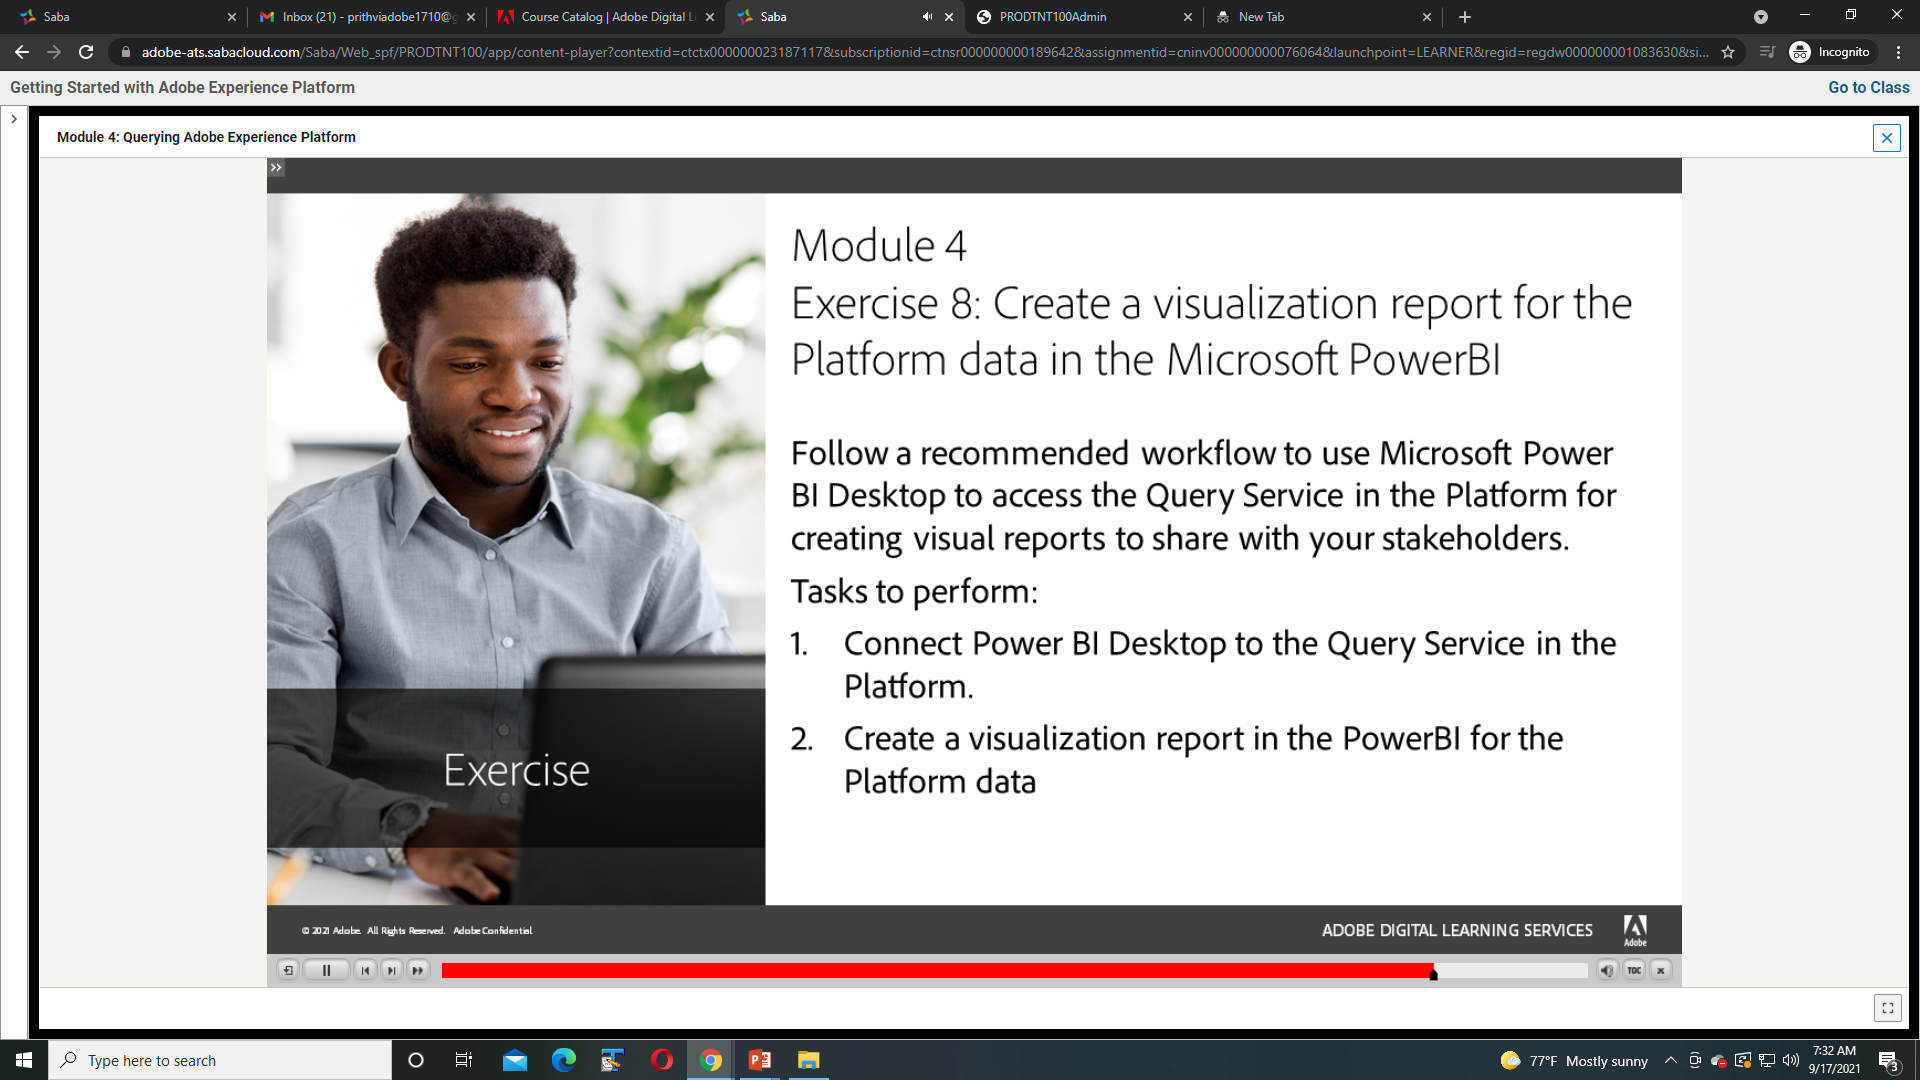 Saba
Inbox (21) - prithviadobe1710@g
Course Catalog | Adobe Digital L
Saba
PRODTNT100Admin
New Tab
adobe-ats.sabacloud.com/Saba/Web_spf/PRODTNT100/app/content-player?contextid=ctctx000000023187117&subscriptionid=ctnsr000000000189642&assignmentid=cninv000000000076064&launchpoint=LEARNER&regid=regdw000000001083630&si...
Incognito
Getting Started with Adobe Experience Platform
Go to Class
Module 4: Querying Adobe Experience Platform
Module 4
Exercise 8: Create a visualization report for the
Platform data in the Microsoft PowerBI
Follow a recommended workflow to use Microsoft Power
BI Desktop to access the Query Service in the Platform for
creating visual reports to share with your stakeholders.
Tasks to perform:
1. Connect Power BI Desktop to the Query Service in the
Platform.
2. Create a visualization report in the PowerBI for the
Platform data
Exercise
© 2021 Adobe. All Rights Reserved. Adobe Confidential
ADOBE DIGITAL LEARNING SERVICES
Adobe
TOC
Type here to search
77°F Mostly sunny
7:32 AM
9/17/2021
3